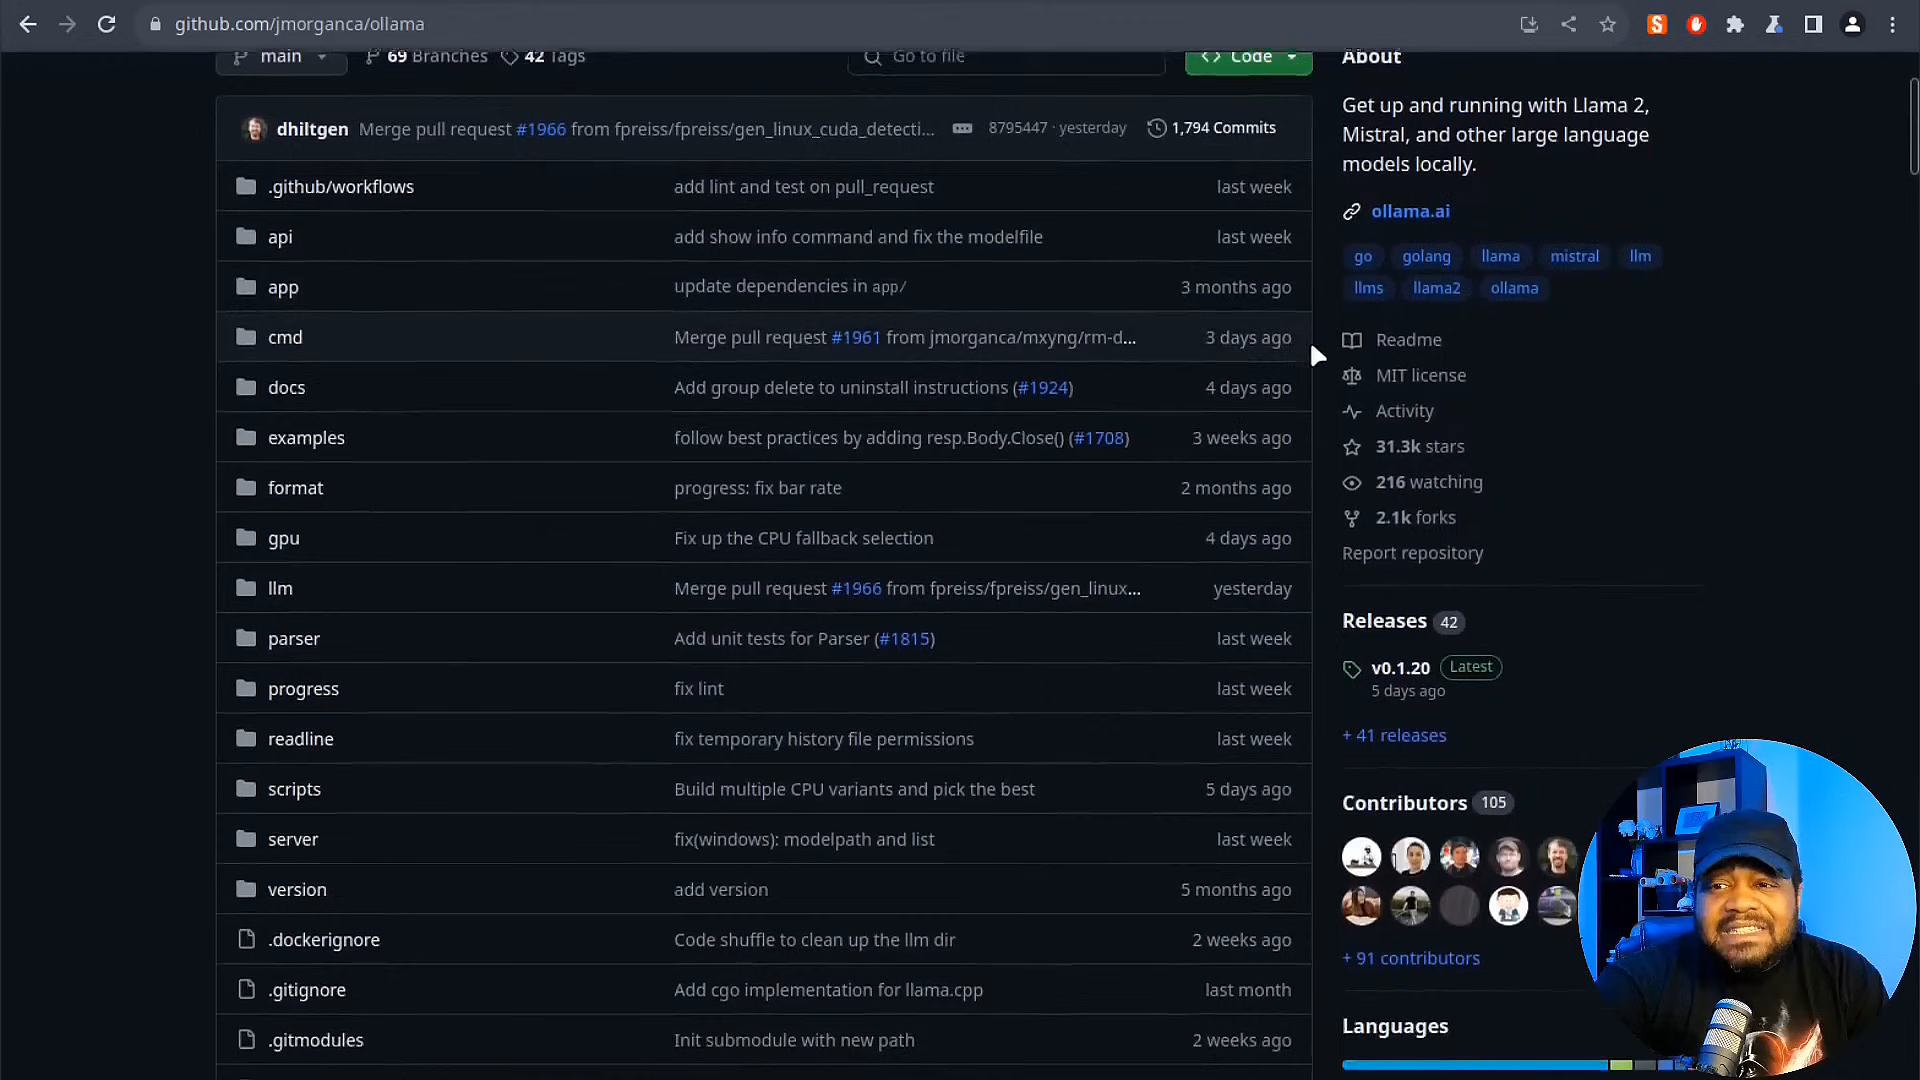 github.com/jmorganca/ollama
main
69 Branches
42 Tags
Go to file
Code
dhiltgen Merge pull request #1966 from fpreiss/fpreiss/gen_linux_cuda_detecti... 8795447 · yesterday 1,794 Commits
.github/workflows add lint and test on pull_request last week
api add show info command and fix the modelfile last week
app update dependencies in app/ 3 months ago
cmd Merge pull request #1961 from jmorganca/mxyng/rm-d... 3 days ago
docs Add group delete to uninstall instructions (#1924) 4 days ago
examples follow best practices by adding resp.Body.Close() (#1708) 3 weeks ago
format progress: fix bar rate 2 months ago
gpu Fix up the CPU fallback selection 4 days ago
llm Merge pull request #1966 from fpreiss/fpreiss/gen_linux... yesterday
parser Add unit tests for Parser (#1815) last week
progress fix lint last week
readline fix temporary history file permissions last week
scripts Build multiple CPU variants and pick the best 5 days ago
server fix(windows): modelpath and list last week
version add version 5 months ago
.dockerignore Code shuffle to clean up the llm dir 2 weeks ago
.gitignore Add cgo implementation for llama.cpp last month
.gitmodules Init submodule with new path 2 weeks ago
About
Get up and running with Llama 2,
Mistral, and other large language
models locally.
ollama.ai
go golang llama mistral llm
llms llama2 ollama
Readme
MIT license
Activity
31.3k stars
216 watching
2.1k forks
Report repository
Releases 42
v0.1.20 Latest
5 days ago
+ 41 releases
Contributors 105
+ 91 contributors
Languages